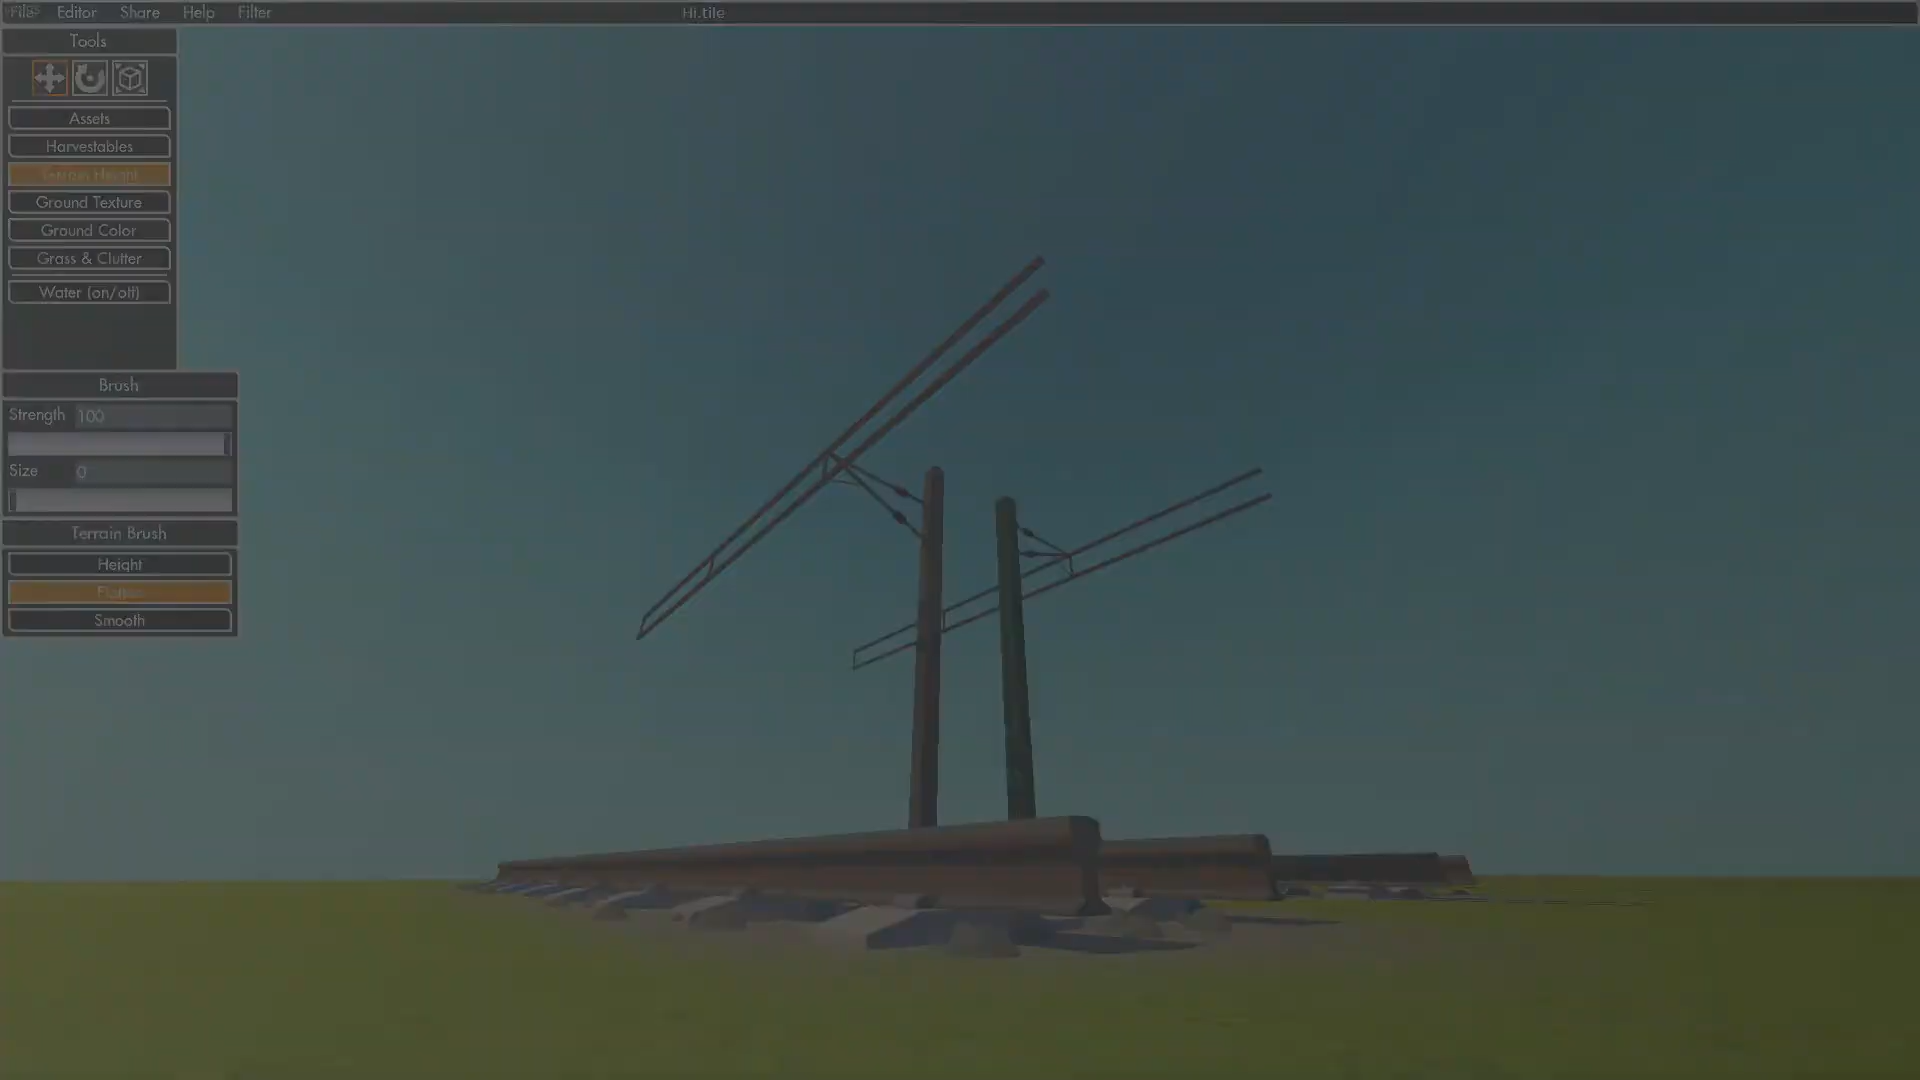 File Editor Share Help Filter Hi.tile
Tools
Assets
Harvestables
Terrain Height
Ground Texture
Ground Color
Grass & Clutter
Water (on/off)
Brush
Strength 100
Size 0
Terrain Brush
Height
Flatten
Smooth